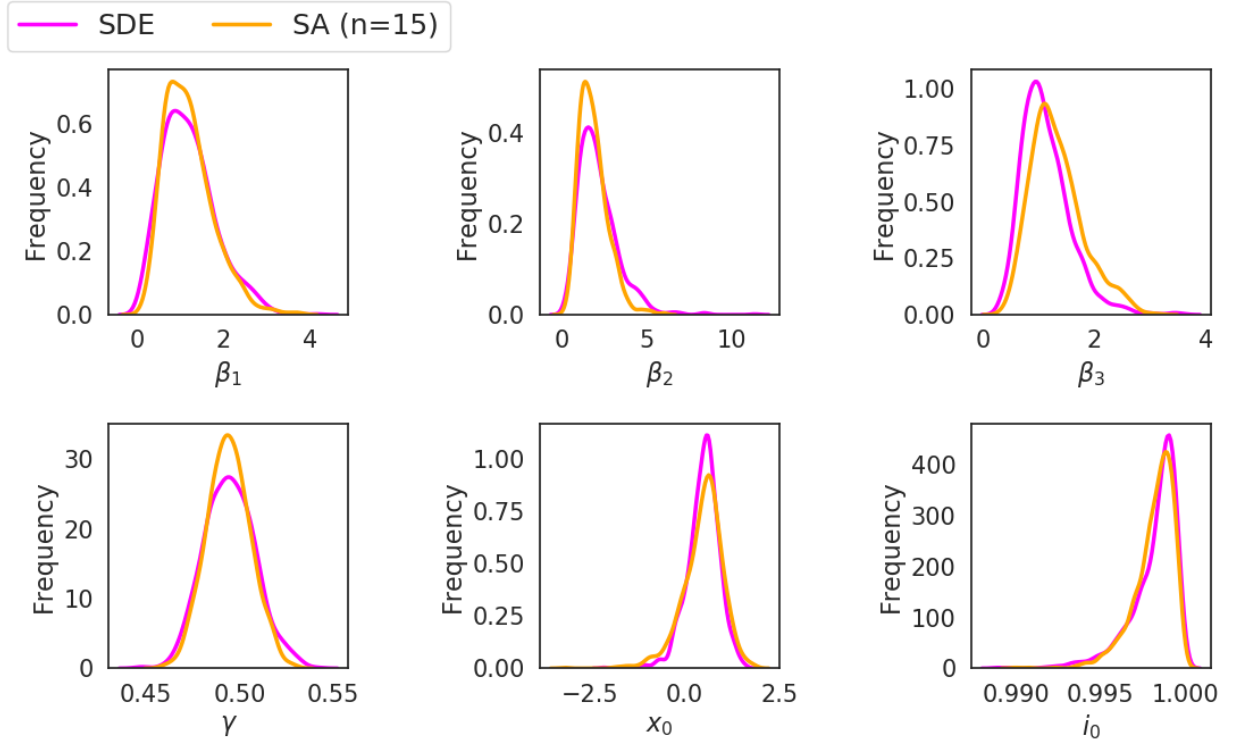 SDE SA (n=15)
Frequency
0.6
0.4
0.2
0.0
0 2 4
β₁
Frequency
0.4
0.2
0.0
0 5 10
β₂
Frequency
1.00
0.75
0.50
0.25
0.00
0 2 4
β₃
Frequency
30
20
10
0
0.45 0.50 0.55
γ
Frequency
1.00
0.75
0.50
0.25
0.00
−2.5 0.0 2.5
x₀
Frequency
400
300
200
100
0
0.990 0.995 1.000
i₀